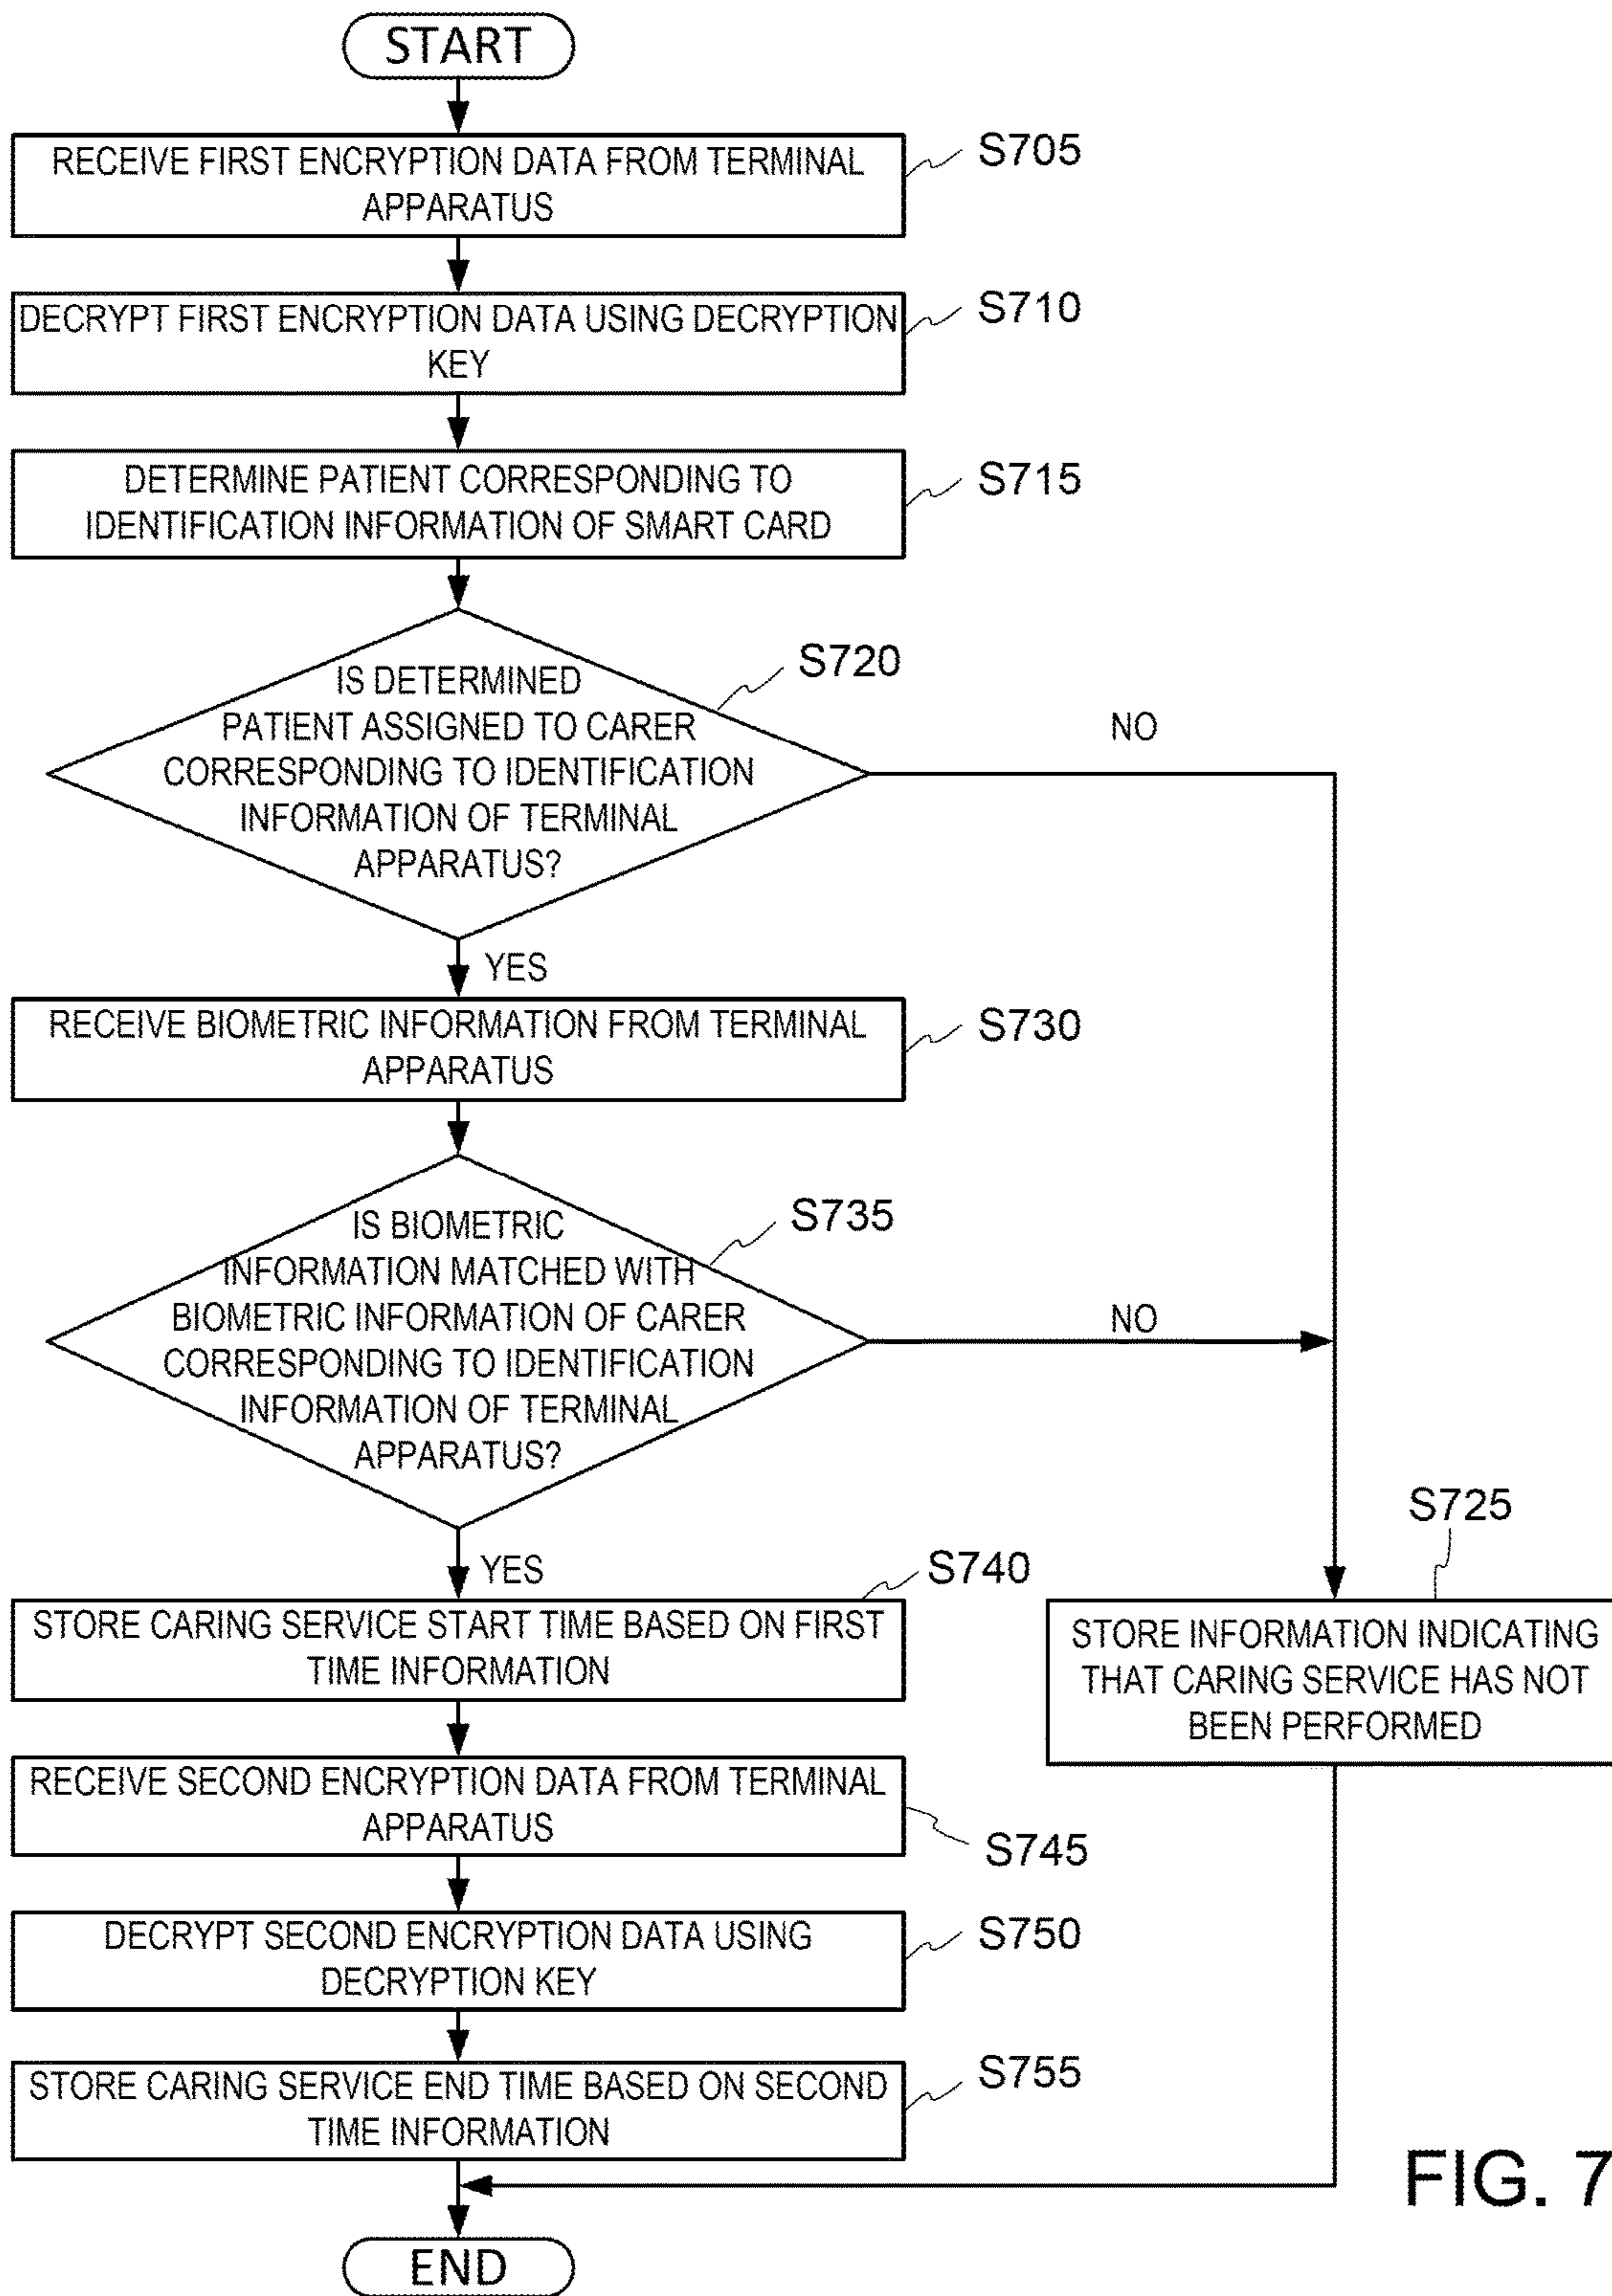 START
RECEIVE FIRST ENCRYPTION DATA FROM TERMINAL
APPARATUS
S705
DECRYPT FIRST ENCRYPTION DATA USING DECRYPTION
KEY
S710
DETERMINE PATIENT CORRESPONDING TO
IDENTIFICATION INFORMATION OF SMART CARD
S715
IS DETERMINED
PATIENT ASSIGNED TO CARER
CORRESPONDING TO IDENTIFICATION
INFORMATION OF TERMINAL
APPARATUS?
S720
NO
YES
RECEIVE BIOMETRIC INFORMATION FROM TERMINAL
APPARATUS
S730
IS BIOMETRIC
INFORMATION MATCHED WITH
BIOMETRIC INFORMATION OF CARER
CORRESPONDING TO IDENTIFICATION
INFORMATION OF TERMINAL
APPARATUS?
S735
NO
YES
S740
STORE CARING SERVICE START TIME BASED ON FIRST
TIME INFORMATION
S725
STORE INFORMATION INDICATING
THAT CARING SERVICE HAS NOT
BEEN PERFORMED
RECEIVE SECOND ENCRYPTION DATA FROM TERMINAL
APPARATUS
S745
DECRYPT SECOND ENCRYPTION DATA USING
DECRYPTION KEY
S750
STORE CARING SERVICE END TIME BASED ON SECOND
TIME INFORMATION
S755
END
FIG. 7